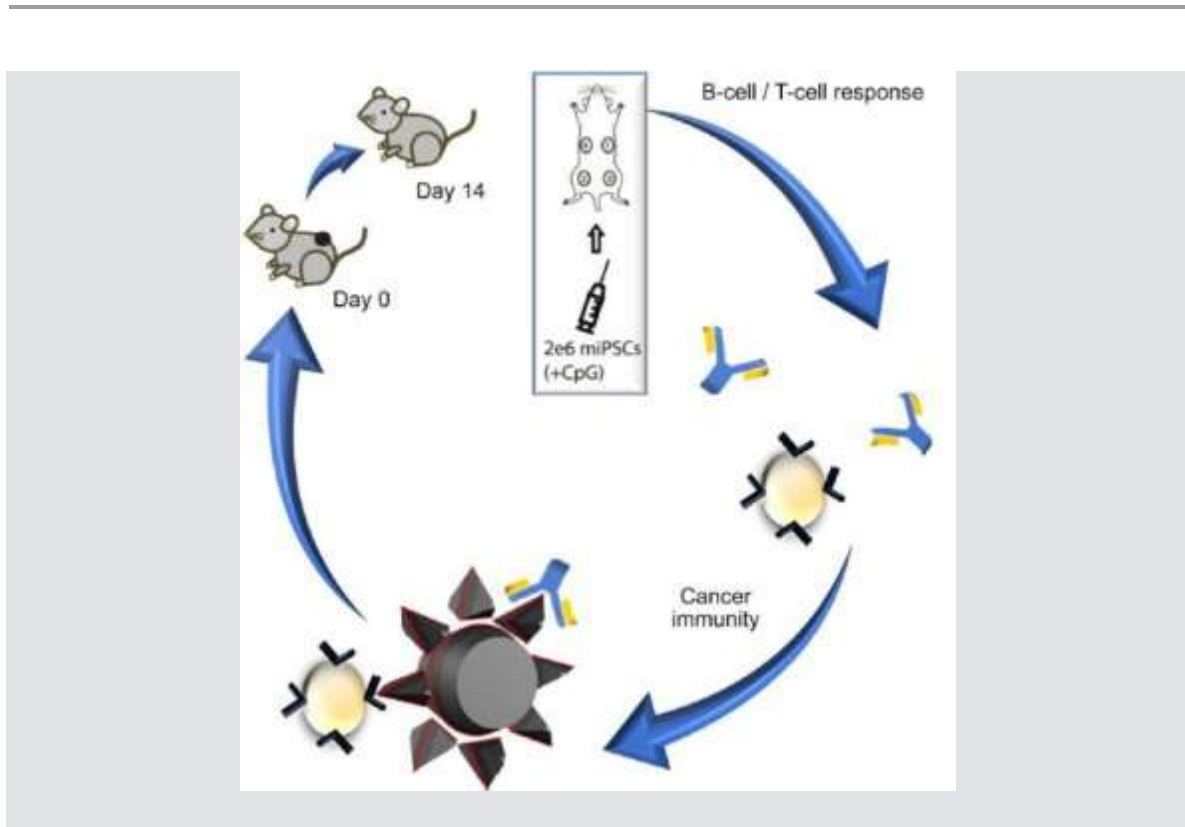 B-cell / T-cell response
Day 14
Day 0
2e6 miPSCs
(+CpG)
Cancer
immunity